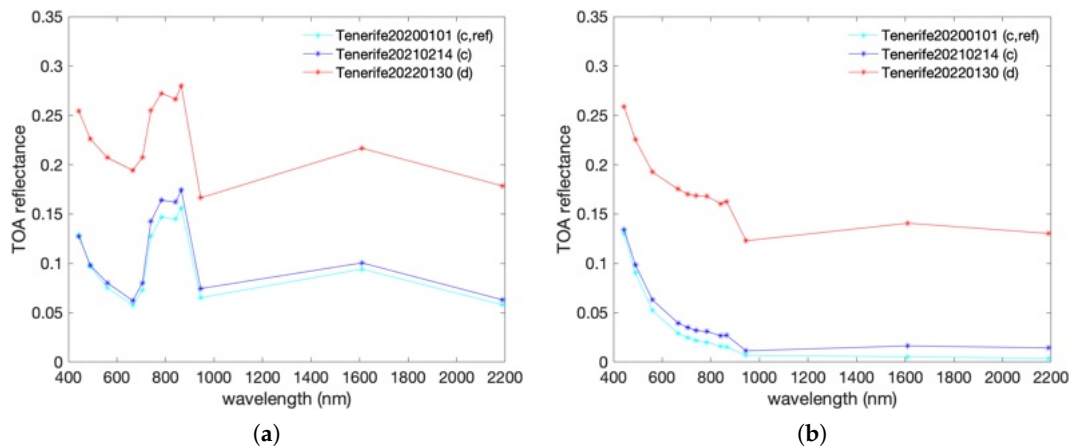 0.35
0.3
0.25
0.2
0.15
0.1
0.05
0
TOA reflectance
Tenerife20200101 (c,ref)
Tenerife20210214 (c)
Tenerife20220130 (d)
400 600 800 1000 1200 1400 1600 1800 2000 2200
wavelength (nm)
(a)
0.35
0.3
0.25
0.2
0.15
0.1
0.05
0
TOA reflectance
Tenerife20200101 (c,ref)
Tenerife20210214 (c)
Tenerife20220130 (d)
400 600 800 1000 1200 1400 1600 1800 2000 2200
wavelength (nm)
(b)